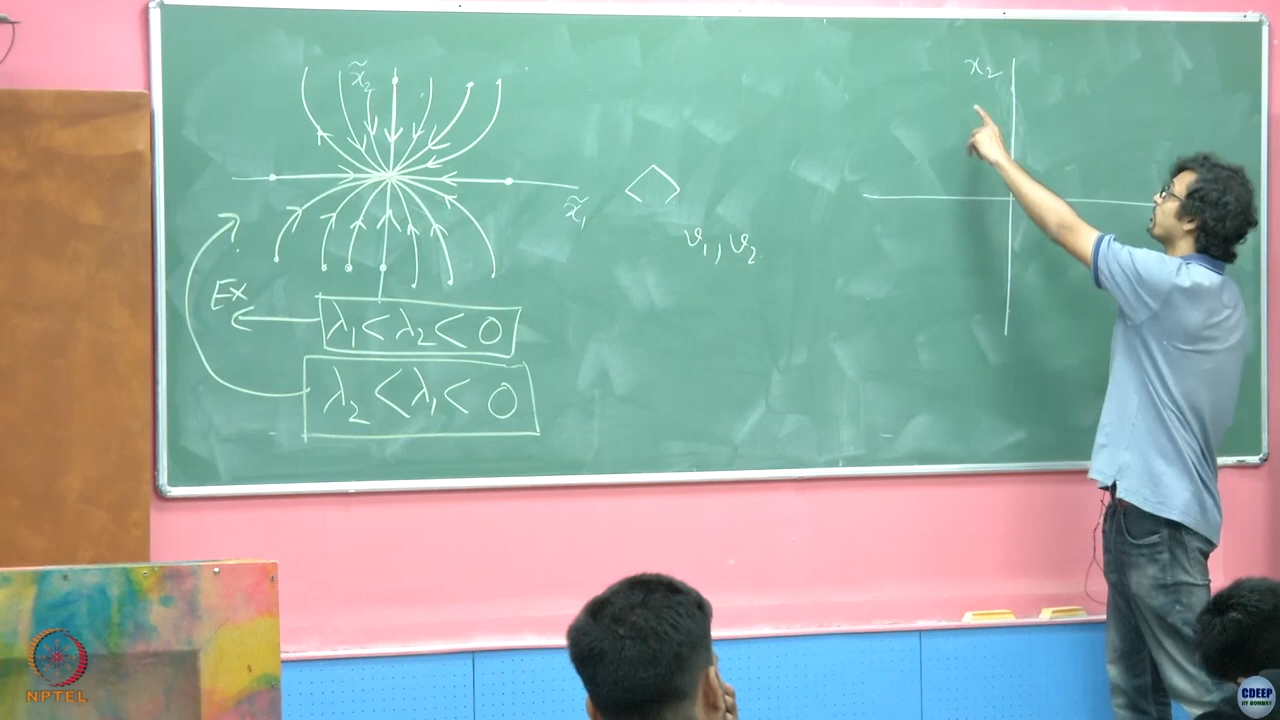 x̃₂
x₂
x̃₁
v₁, v₂
Ex
λ₁ < λ₂ < 0
λ₂ < λ₁ < 0
NPTEL
CDEEP
IIT BOMBAY